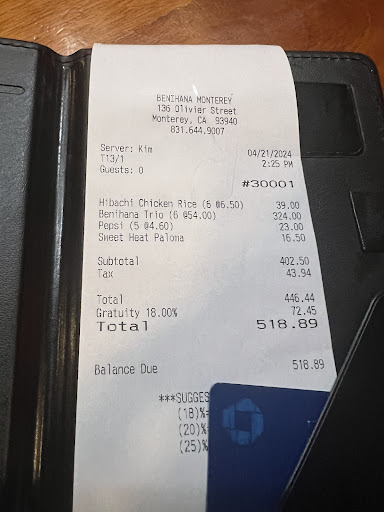 BENIHANA MONTEREY
136 Olivier Street
Monterey, CA 93940
831.644.9007
Server: Kim 04/21/2024
T13/1 2:25 PM
Guests: 0
#30001
Hibachi Chicken Rice (6 @6.50) 39.00
Benihana Trio (6 @54.00) 324.00
Pepsi (5 @4.60) 23.00
Sweet Heat Paloma 16.50
Subtotal 402.50
Tax 43.94
Total 446.44
Gratuity 18.00% 72.45
Total 518.89
Balance Due 518.89
(18)%=
(20)%=
(25)%